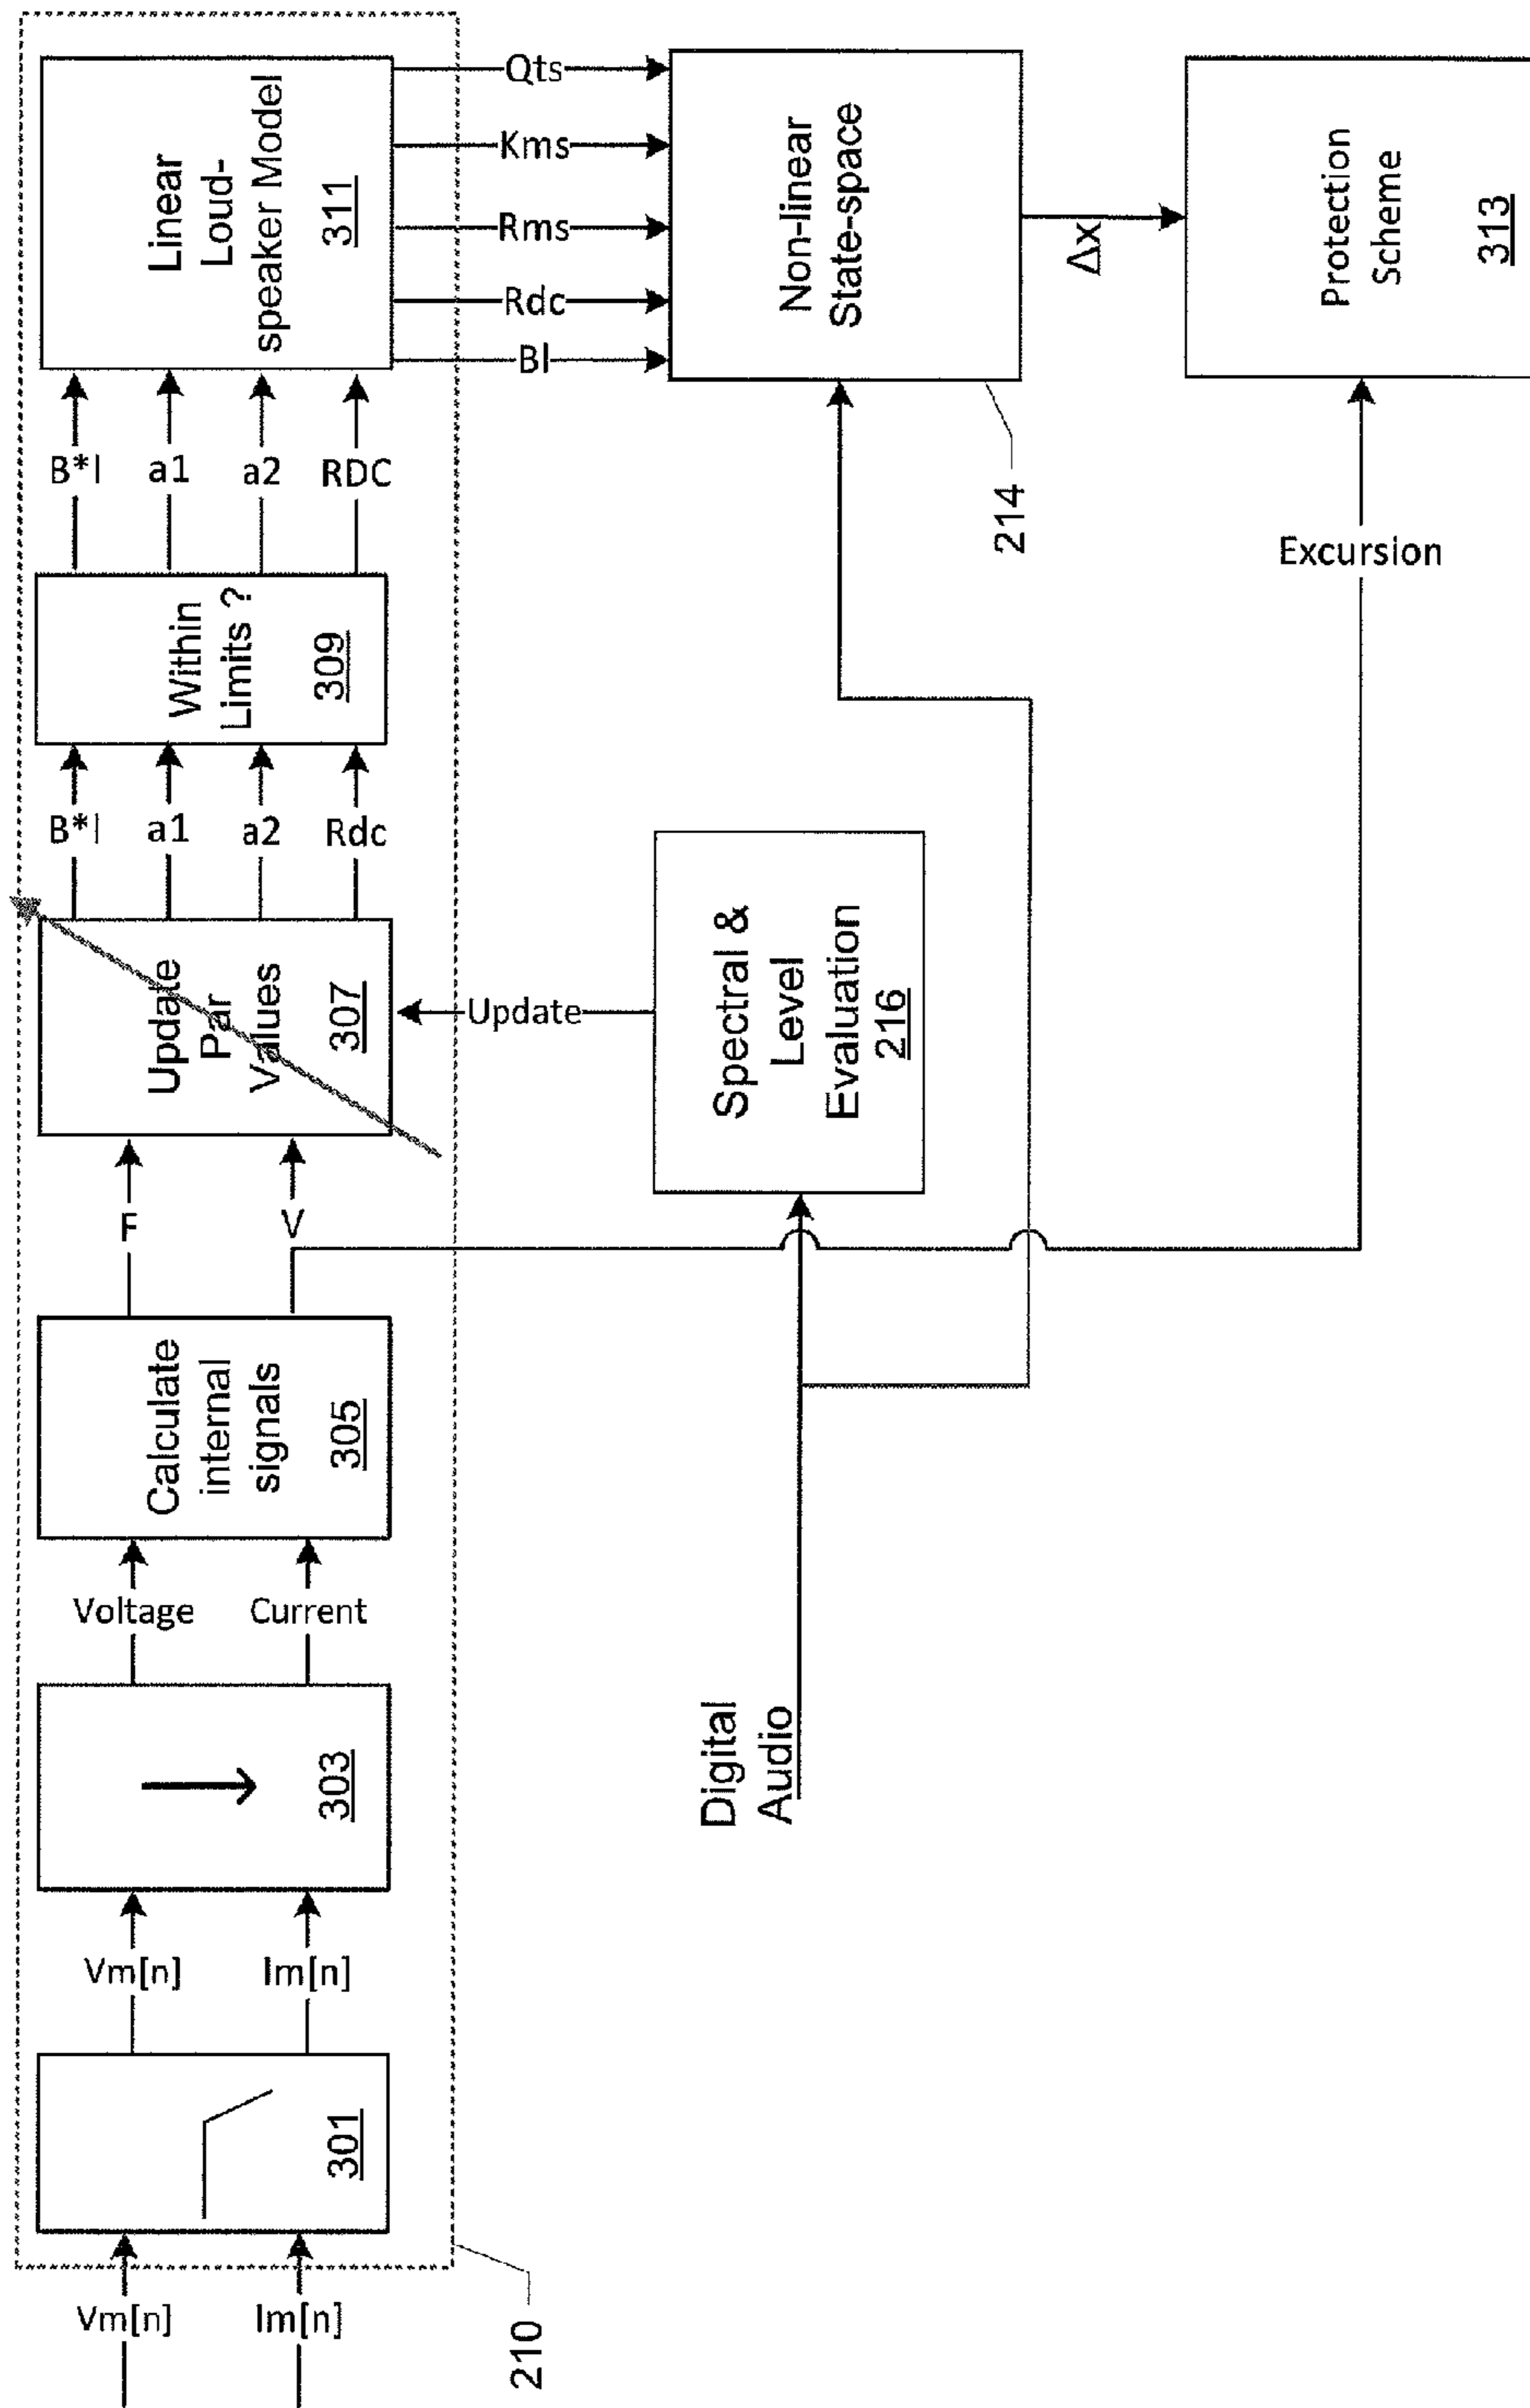 Vm[n]
Im[n]
301
Vm[n]
Im[n]
303
Voltage
Current
Calculate
internal
signals
305
F
V
Update
Par
Values
307
B*l
a1
a2
Rdc
Within
Limits ?
309
B*l
a1
a2
RDC
Linear
Loud-
speaker Model
311
210
Update
Bl
Rdc
Rms
Kms
Qts
Digital
Audio
Spectral &
Level
Evaluation
216
Non-linear
State-space
214
Δx
Excursion
Protection
Scheme
313